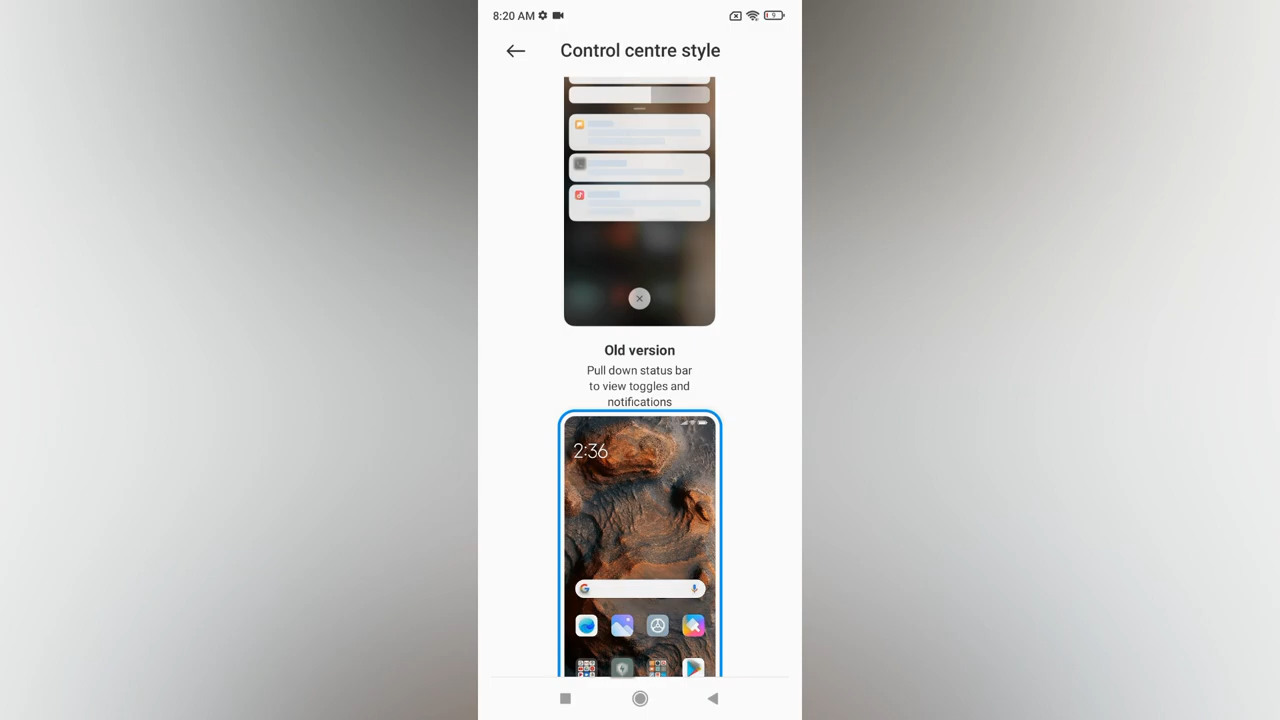 8:20 AM
9
Control centre style
Old version
Pull down status bar
to view toggles and
notifications
2:36